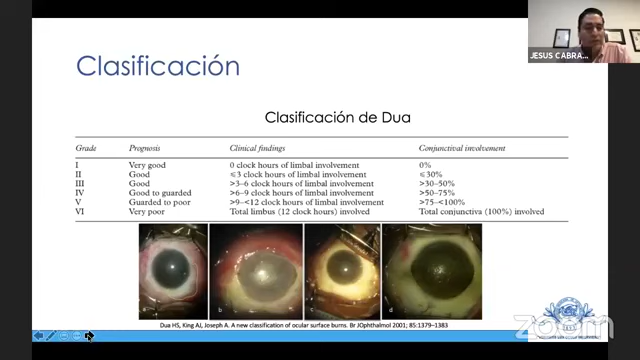 JESUS CABRA...
Clasificación
Clasificación de Dua
Grade Prognosis Clinical findings Conjunctival involvement
I Very good 0 clock hours of limbal involvement 0%
II Good ≤3 clock hours of limbal involvement ≤30%
III Good >3–6 clock hours of limbal involvement >30–50%
IV Good to guarded >6–9 clock hours of limbal involvement >50–75%
V Guarded to poor >9–<12 clock hours of limbal involvement >75–<100%
VI Very poor Total limbus (12 clock hours) involved Total conjunctiva (100%) involved
b c d
Dua HS, King AJ, Joseph A. A new classification of ocular surface burns. Br JOphthalmol 2001; 85:1379–1383
zoom